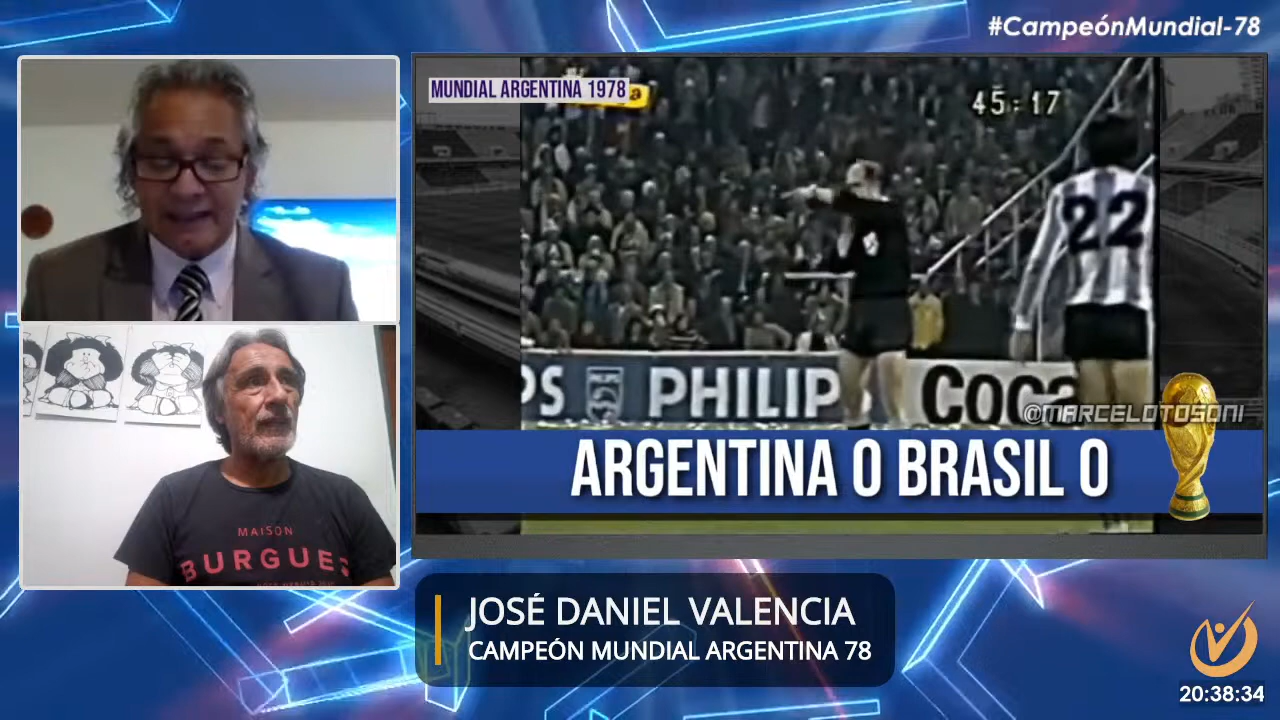 #CampeónMundial-78
MUNDIAL ARGENTINA 1978
45:17
22
PS PHILIP
COCA
@MARCELOTOSONI
ARGENTINA 0 BRASIL 0
MAISON
BURGUE
JOSÉ DANIEL VALENCIA
CAMPEÓN MUNDIAL ARGENTINA 78
20:38:34